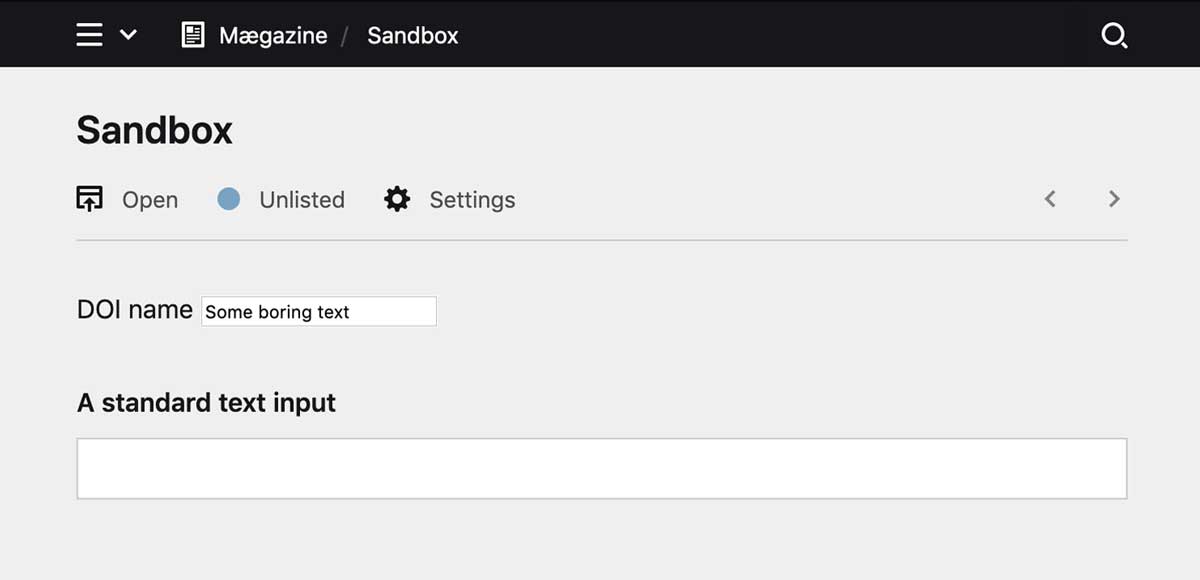 Mægazine / Sandbox
Sandbox
Open Unlisted Settings
DOI name Some boring text
A standard text input